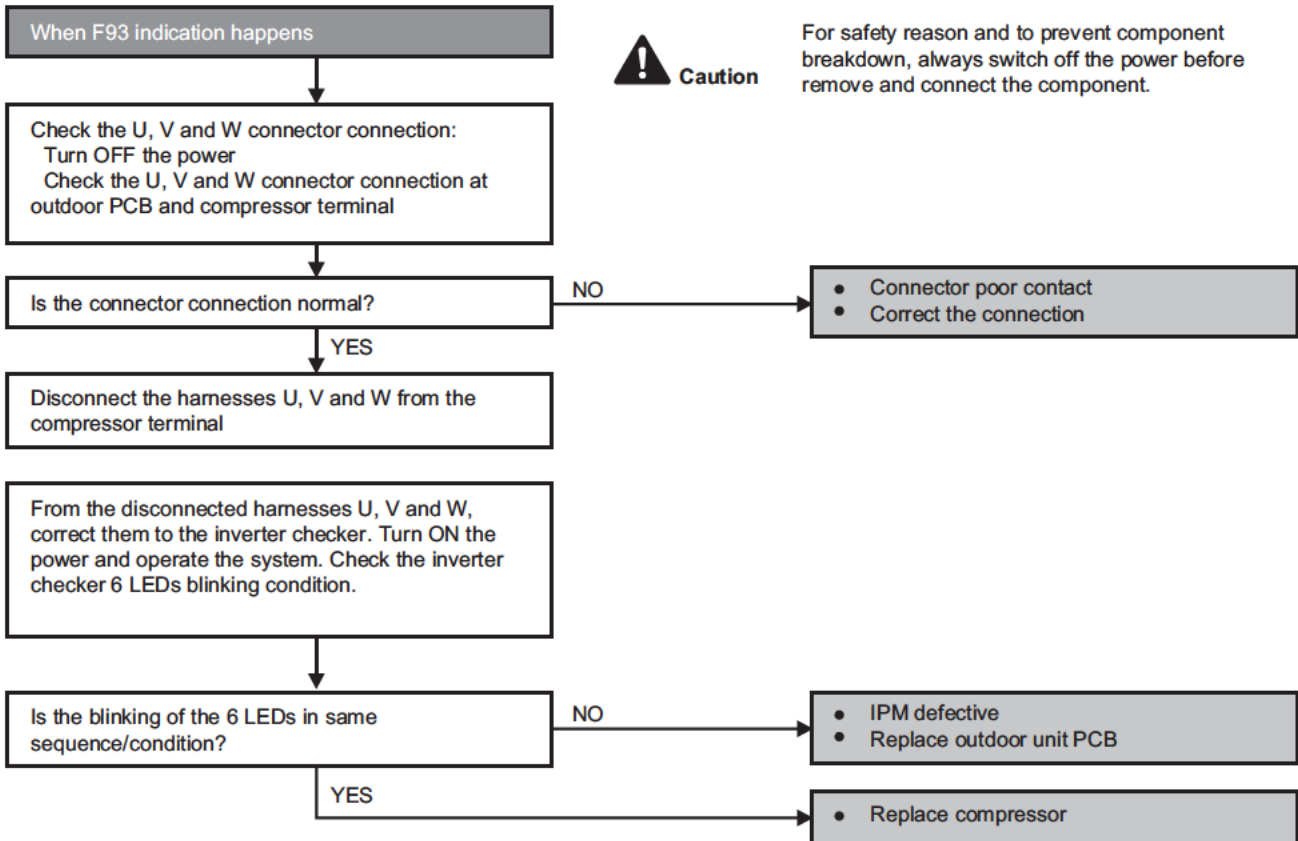 When F93 indication happens
Caution
For safety reason and to prevent component
breakdown, always switch off the power before
remove and connect the component.
Check the U, V and W connector connection:
Turn OFF the power
Check the U, V and W connector connection at
outdoor PCB and compressor terminal
Is the connector connection normal?
NO
● Connector poor contact
● Correct the connection
YES
Disconnect the harnesses U, V and W from the
compressor terminal
From the disconnected harnesses U, V and W,
correct them to the inverter checker. Turn ON the
power and operate the system. Check the inverter
checker 6 LEDs blinking condition.
Is the blinking of the 6 LEDs in same
sequence/condition?
NO
● IPM defective
● Replace outdoor unit PCB
YES
● Replace compressor